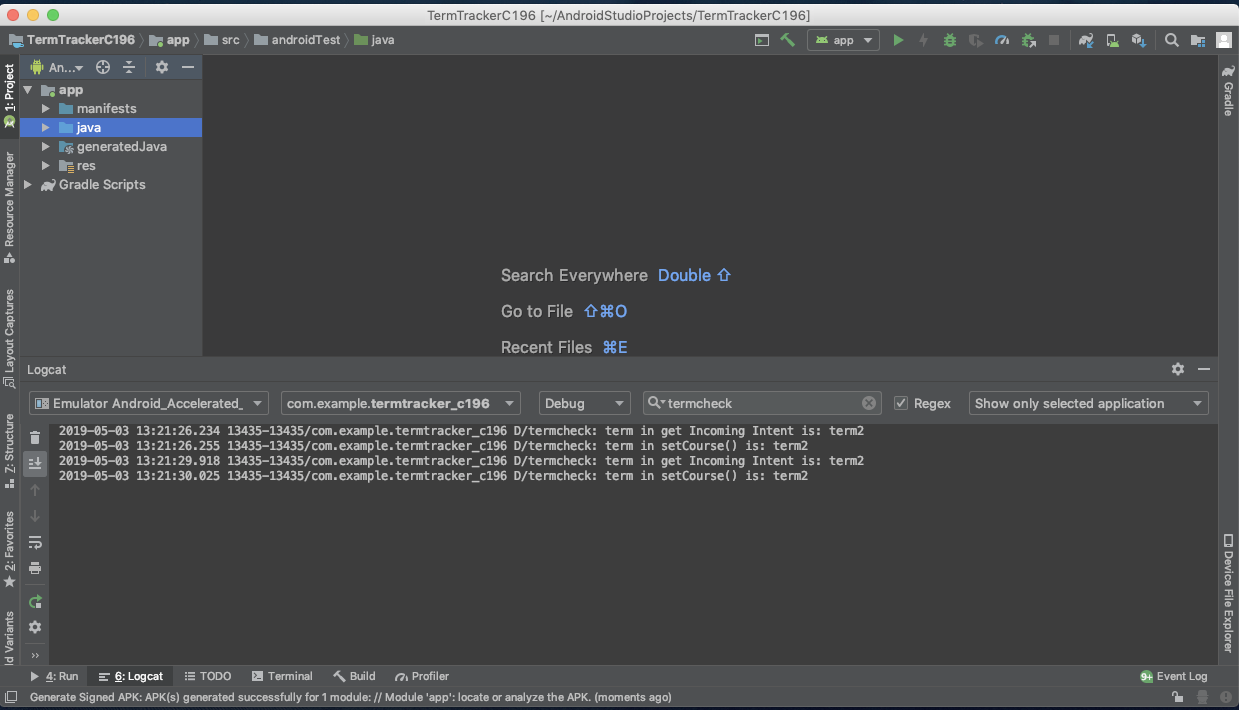 TermTrackerC196 [~/AndroidStudioProjects/TermTrackerC196]
TermTrackerC196 app src androidTest java
app
1: Project
An...
app
manifests
java
generatedJava
res
Gradle Scripts
Resource Manager
Layout Captures
Z: Structure
2: Favorites
ld Variants
Gradle
Device File Explorer
Search Everywhere Double ⇧
Go to File ⇧⌘O
Recent Files ⌘E
Logcat
Emulator Android_Accelerated_ com.example.termtracker_c196 Debug termcheck Regex Show only selected application
2019-05-03 13:21:26.234 13435-13435/com.example.termtracker_c196 D/termcheck: term in get Incoming Intent is: term2
2019-05-03 13:21:26.255 13435-13435/com.example.termtracker_c196 D/termcheck: term in setCourse() is: term2
2019-05-03 13:21:29.918 13435-13435/com.example.termtracker_c196 D/termcheck: term in get Incoming Intent is: term2
2019-05-03 13:21:30.025 13435-13435/com.example.termtracker_c196 D/termcheck: term in setCourse() is: term2
4: Run 6: Logcat TODO Terminal Build Profiler 9+ Event Log
Generate Signed APK: APK(s) generated successfully for 1 module: // Module 'app': locate or analyze the APK. (moments ago)